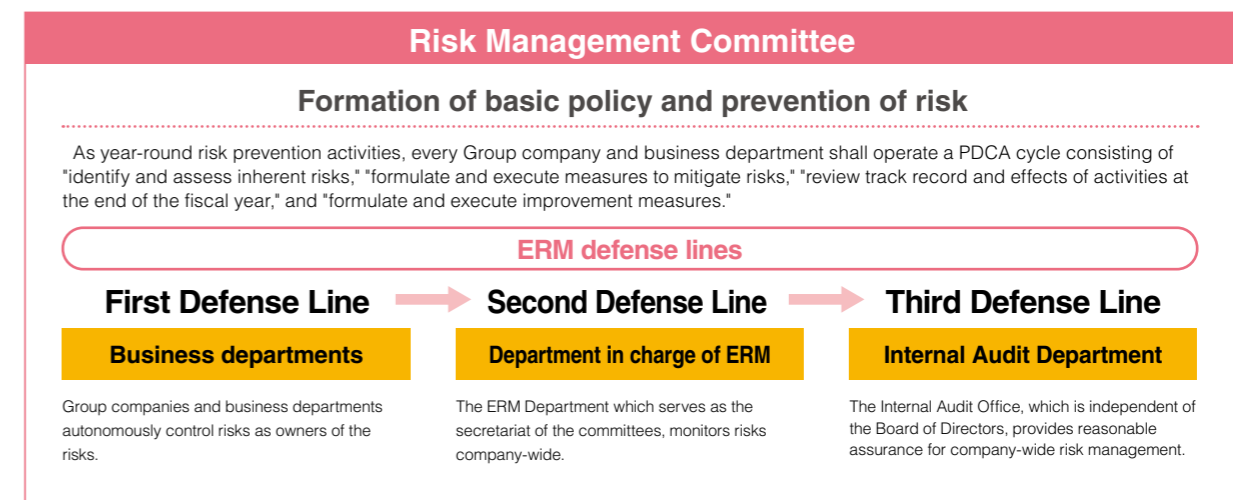 Risk Management Committee
Formation of basic policy and prevention of risk
As year-round risk prevention activities, every Group company and business department shall operate a PDCA cycle consisting of
"identify and assess inherent risks," "formulate and execute measures to mitigate risks," "review track record and effects of activities at
the end of the fiscal year," and "formulate and execute improvement measures."
ERM defense lines
First Defense Line
Business departments
Group companies and business departments
autonomously control risks as owners of the
risks.
Second Defense Line
Department in charge of ERM
The ERM Department which serves as the
secretariat of the committees, monitors risks
company-wide.
Third Defense Line
Internal Audit Department
The Internal Audit Office, which is independent of
the Board of Directors, provides reasonable
assurance for company-wide risk management.